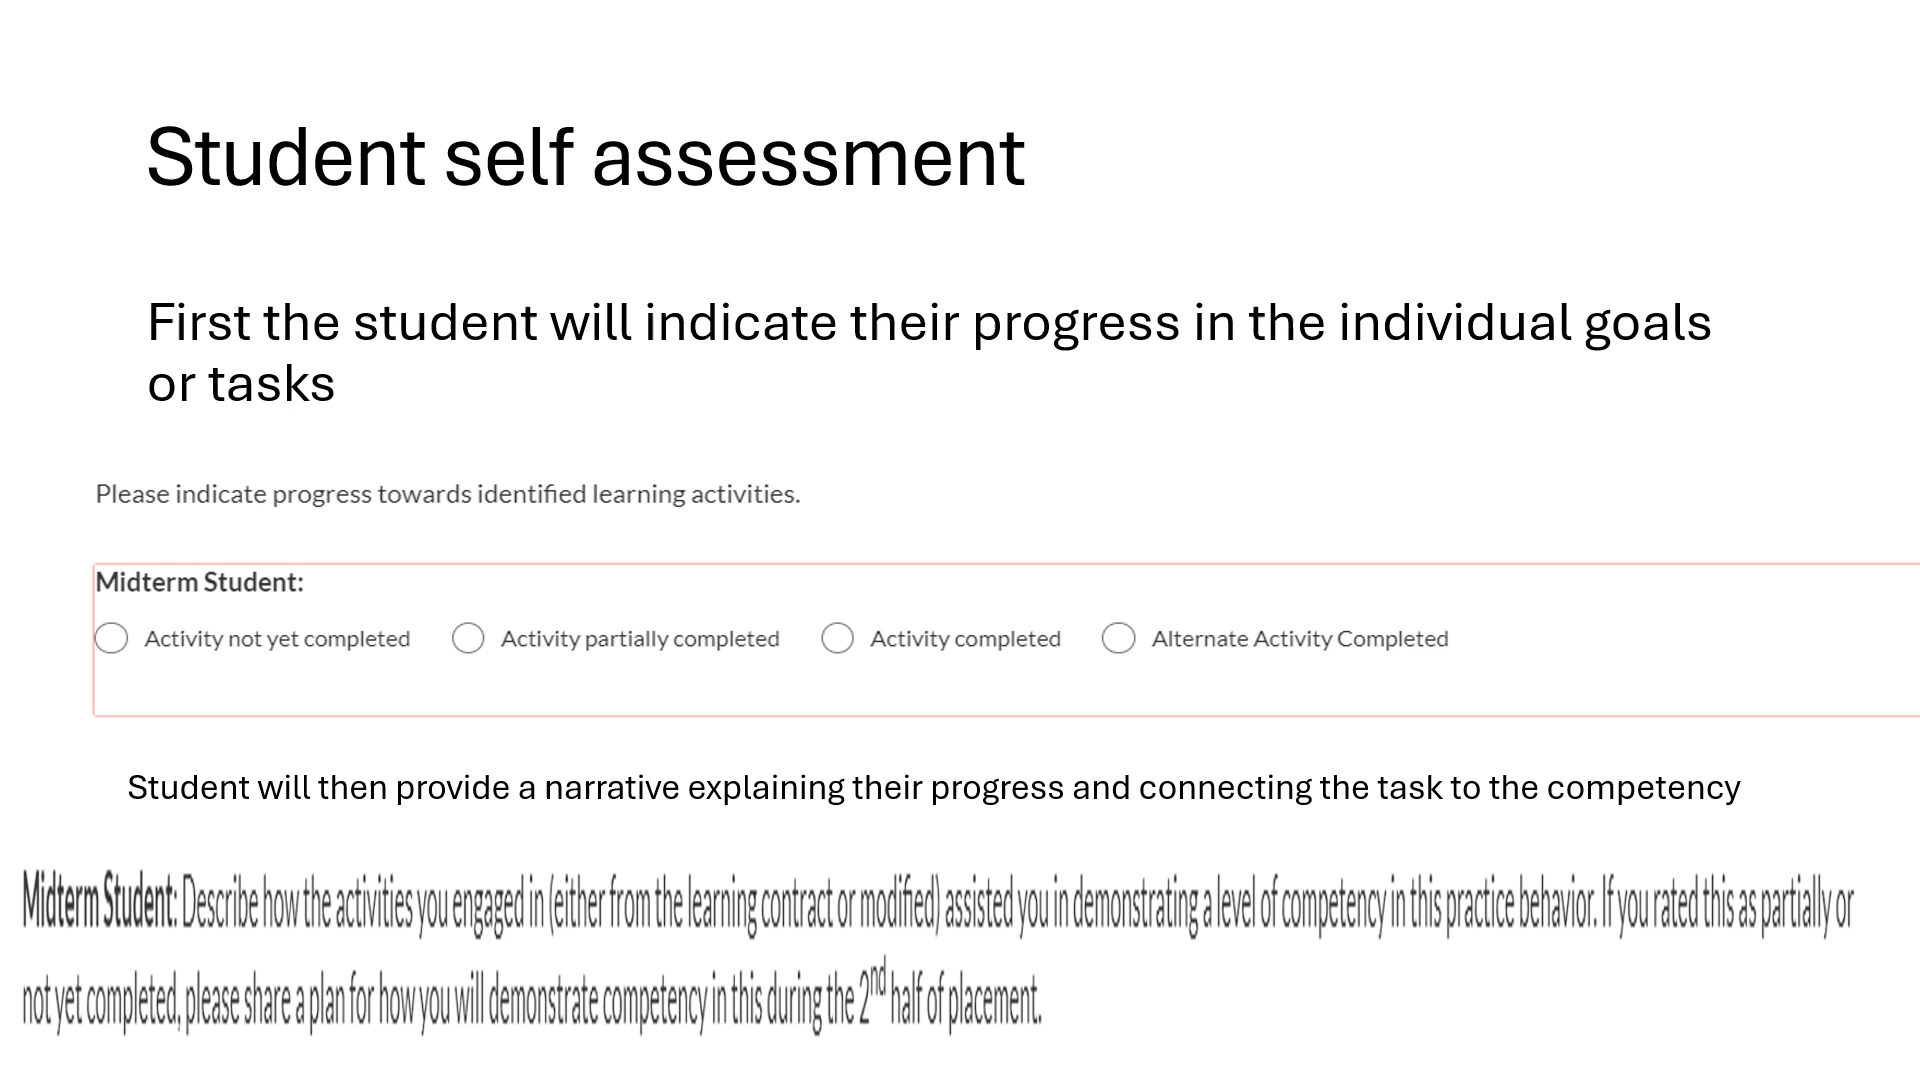 Student self assessment
First the student will indicate their progress in the individual goals
or tasks
Please indicate progress towards identified learning activities.
Midterm Student:
Activity not yet completed Activity partially completed Activity completed Alternate Activity Completed
Student will then provide a narrative explaining their progress and connecting the task to the competency
Midterm Student: Describe how the activities you engaged in (either from the learning contract or modified) assisted you in demonstrating a level of competency in this practice behavior. If you rated this as partially or
not yet completed, please share a plan for how you will demonstrate competency in this during the 2nd half of placement.